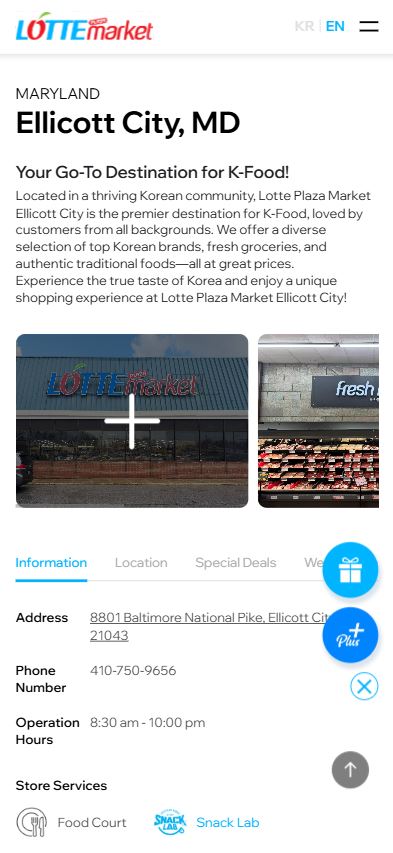 LOTTE PLAZA market
KR | EN
MARYLAND
Ellicott City, MD
Your Go-To Destination for K-Food!
Located in a thriving Korean community, Lotte Plaza Market
Ellicott City is the premier destination for K-Food, loved by
customers from all backgrounds. We offer a diverse
selection of top Korean brands, fresh groceries, and
authentic traditional foods—all at great prices.
Experience the true taste of Korea and enjoy a unique
shopping experience at Lotte Plaza Market Ellicott City!
LOTTE market
fresh
Information Location Special Deals We
Address 8801 Baltimore National Pike, Ellicott Cit
21043
Plus
Phone 410-750-9656
Number
Operation 8:30 am - 10:00 pm
Hours
Store Services
Food Court SNACK LAB Snack Lab